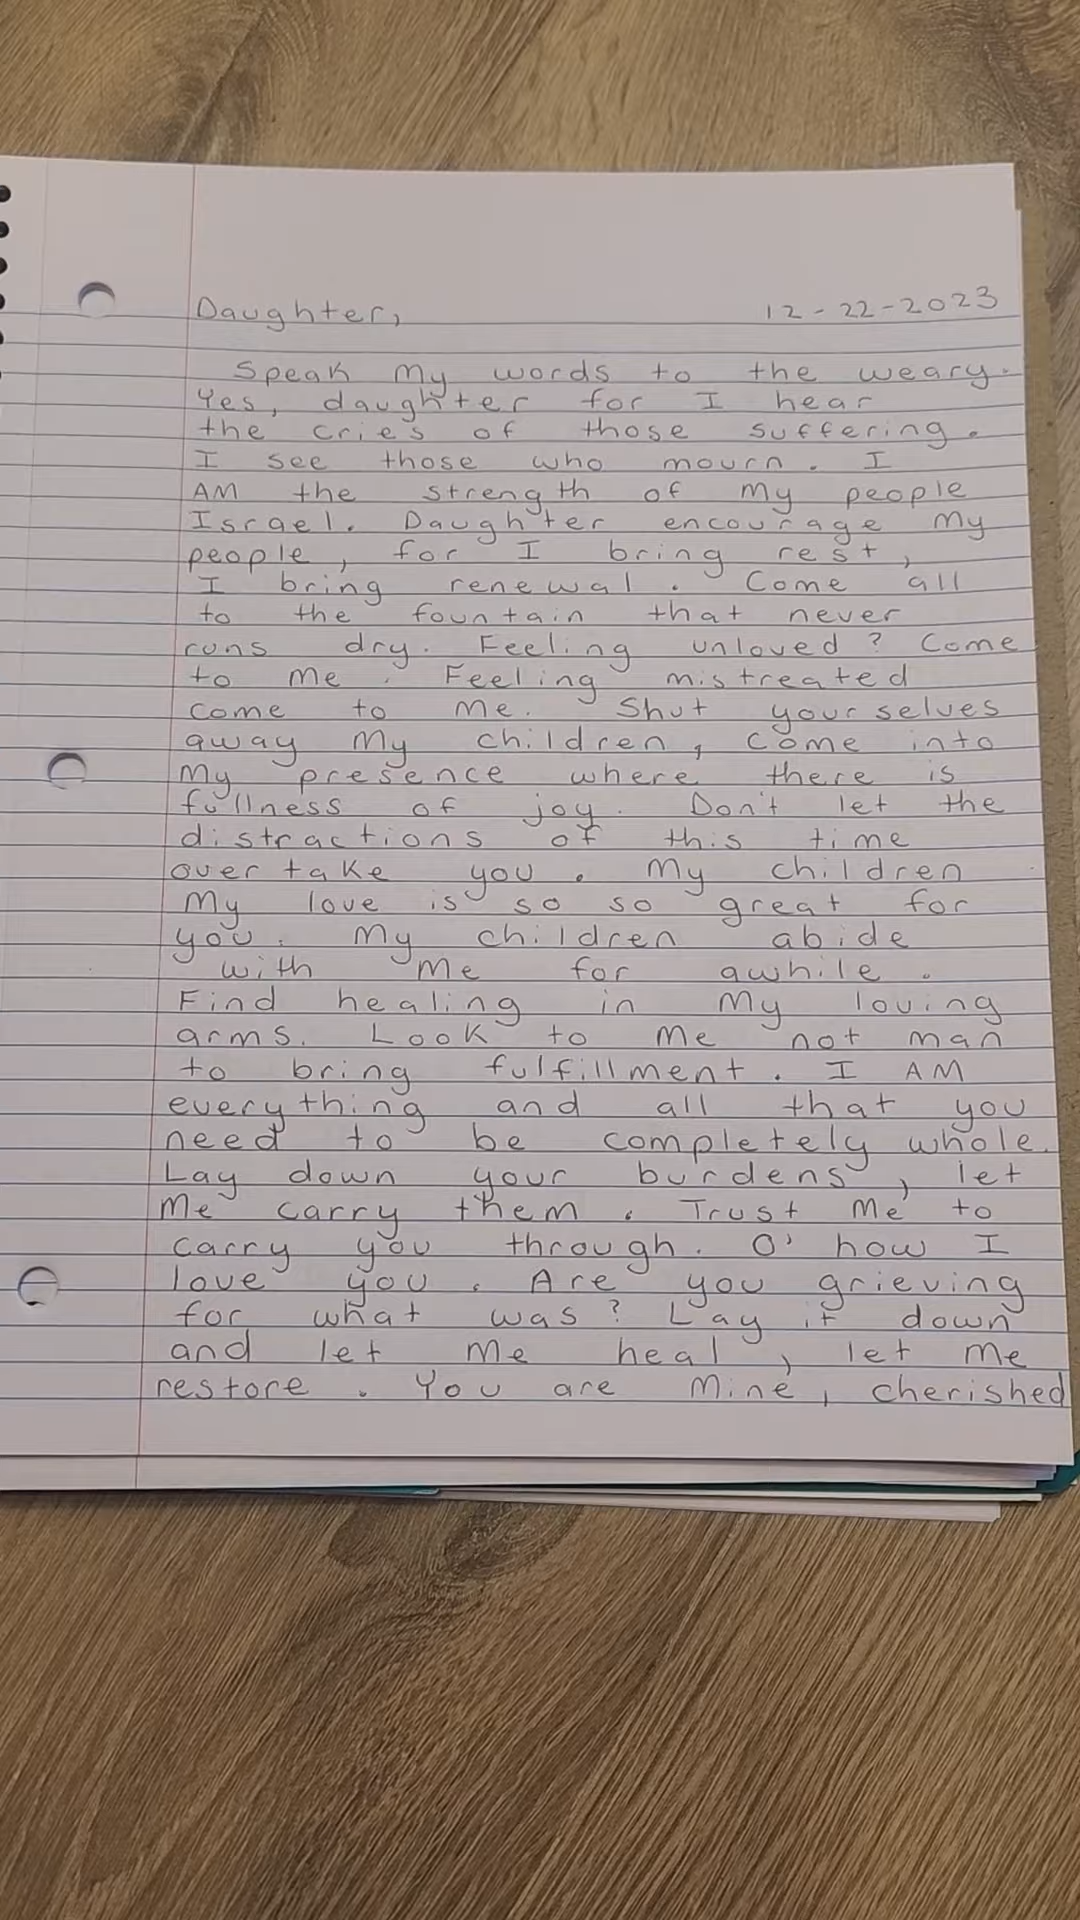 Daughter, 12-22-2023
Speak My words to the weary.
Yes, daughter for I hear
the cries of those suffering.
I see those who mourn. I
AM the strength of My people
Israel. Daughter encourage My
people, for I bring rest,
I bring renewal. Come all
to the fountain that never
runs dry. Feeling unloved? Come
to Me. Feeling mistreated
come to Me. Shut yourselves
away My children, come into
My presence where there is
fullness of joy. Don't let the
distractions of this time
overtake you. My children
My love is so so great for
you. My children abide
with Me for awhile.
Find healing in My loving
arms. Look to Me not man
to bring fulfillment. I AM
everything and all that you
need to be completely whole.
Lay down your burdens, let
Me carry them. Trust Me to
carry you through. O' how I
love you. Are you grieving
for what was? Lay it down
and let Me heal, let Me
restore. You are Mine, cherished